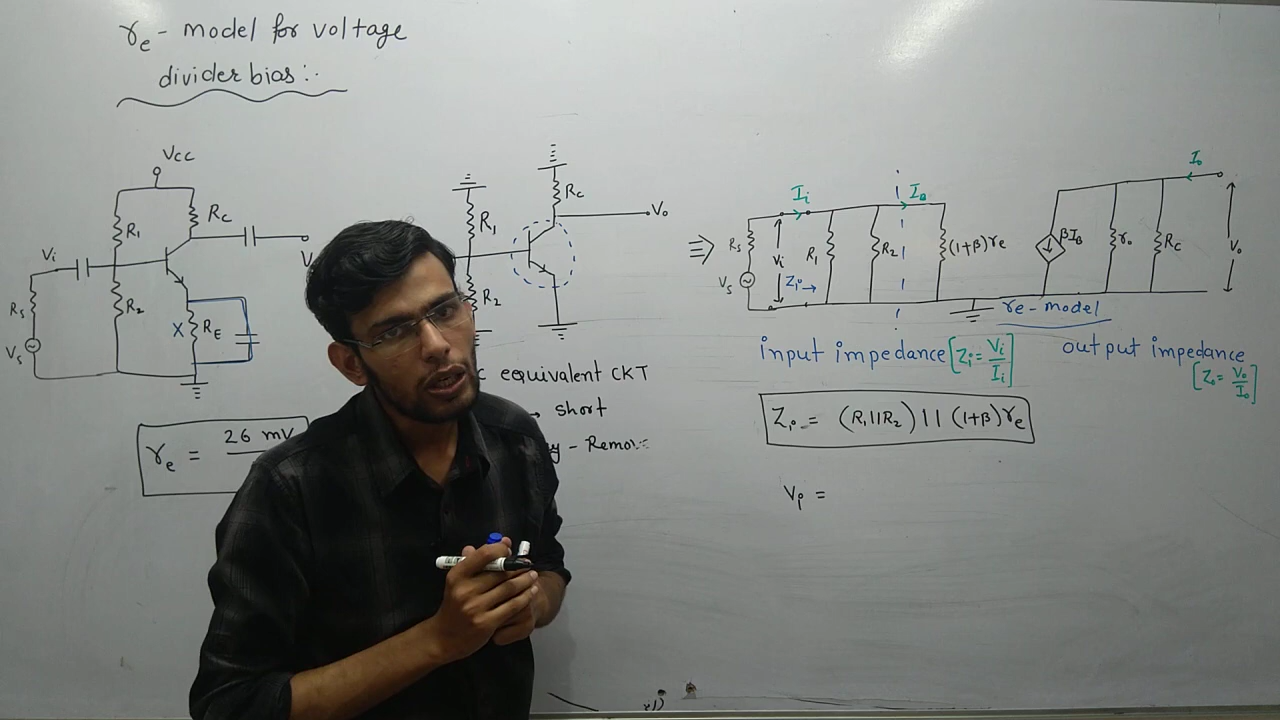 re - model for voltage
divider bias :-
Vcc
R1
RC
Vi
V
RS
R2
X RE
VS
re = 26 mV
RC
Vo
R1
R2
equivalent CKT
→ short
- Remove
⇒
Ii
IB
Io
RS
Vi
R1
R2
(1+β)re
βIB
ro
RC
Vo
VS
Zi →
re - model
input impedance [Zi = Vi/Ii]
output impedance
[Zo = Vo/Io]
Zi = (R1||R2) || (1+β)re
Vi =